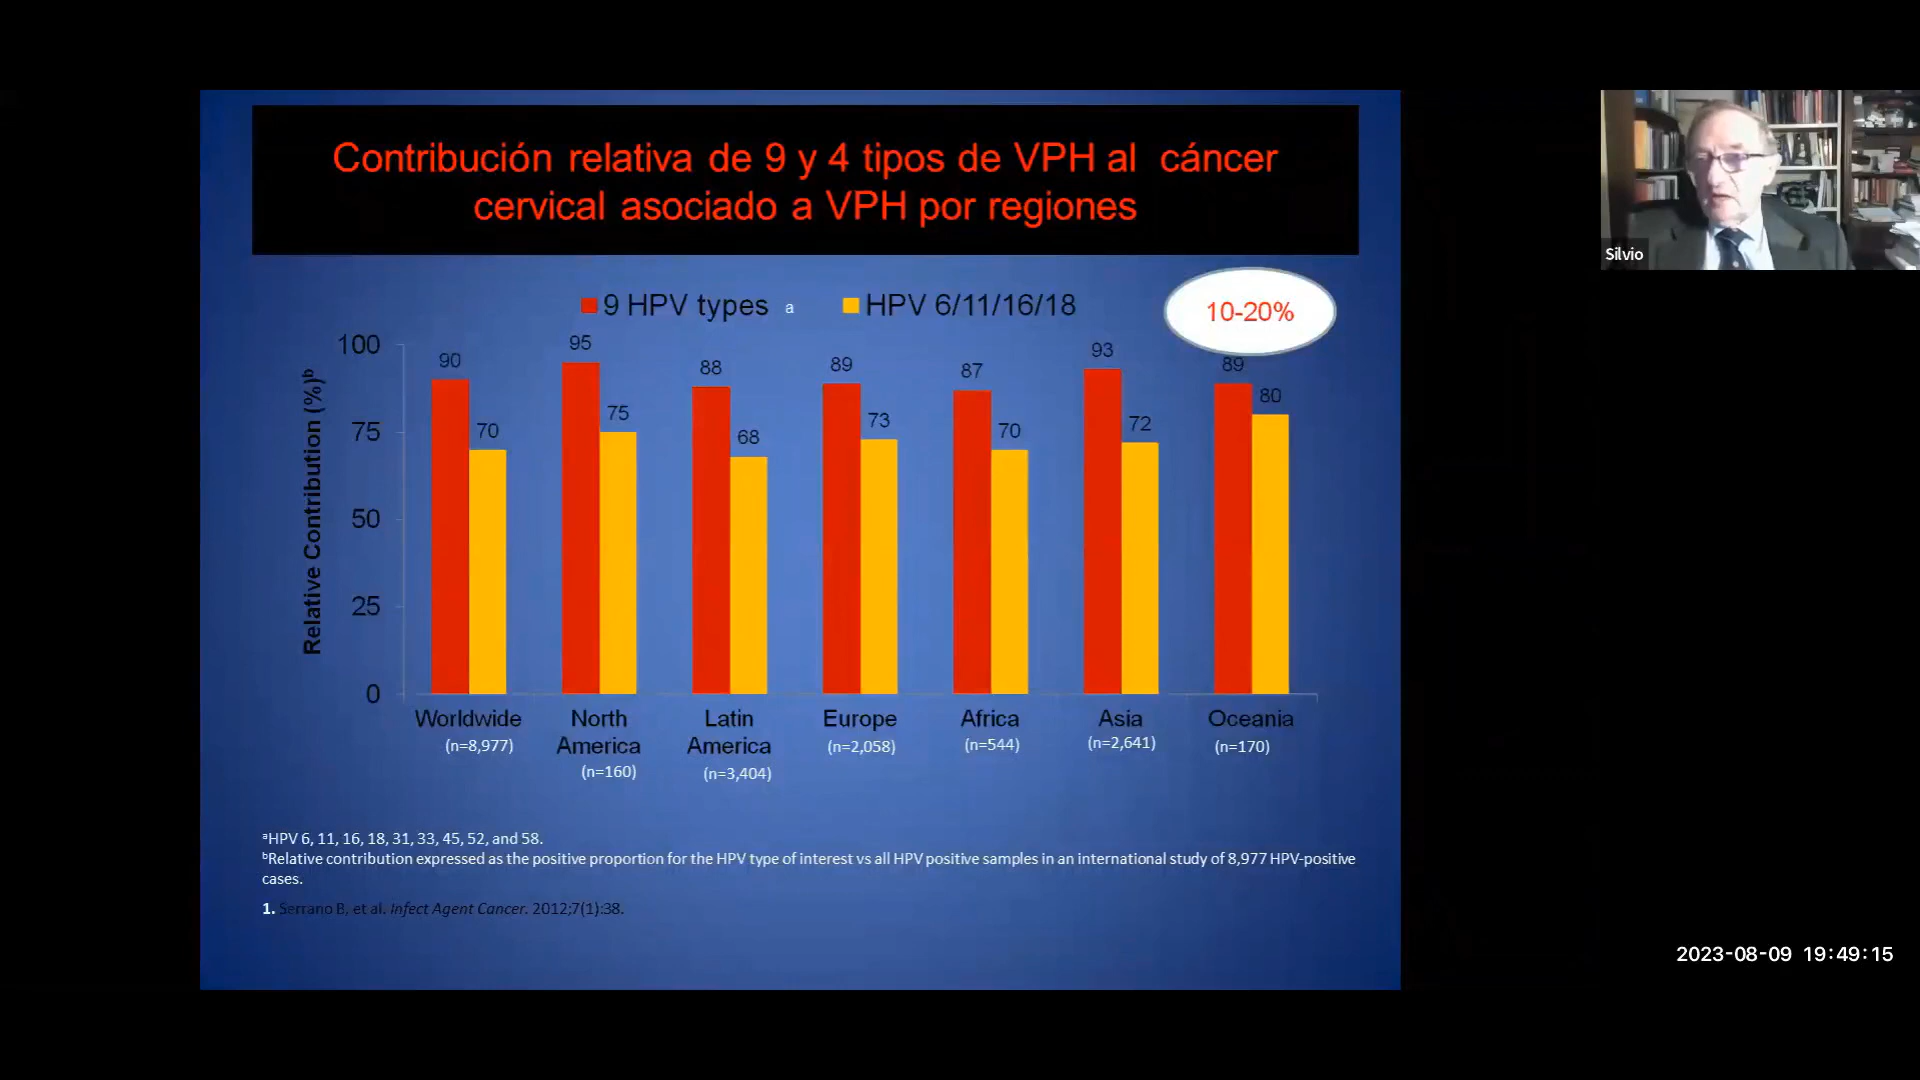 Contribución relativa de 9 y 4 tipos de VPH al cáncer
cervical asociado a VPH por regiones
9 HPV types a
HPV 6/11/16/18
10-20%
Relative Contribution (%)ᵇ
100
75
50
25
0
90
70
95
75
88
68
89
73
87
70
93
72
89
80
Worldwide
(n=8,977)
North
America
(n=160)
Latin
America
(n=3,404)
Europe
(n=2,058)
Africa
(n=544)
Asia
(n=2,641)
Oceania
(n=170)
ᵃHPV 6, 11, 16, 18, 31, 33, 45, 52, and 58.
ᵇRelative contribution expressed as the positive proportion for the HPV type of interest vs all HPV positive samples in an international study of 8,977 HPV-positive
cases.
1. Serrano B, et al. Infect Agent Cancer. 2012;7(1):38.
Silvio
2023-08-09 19:49:15